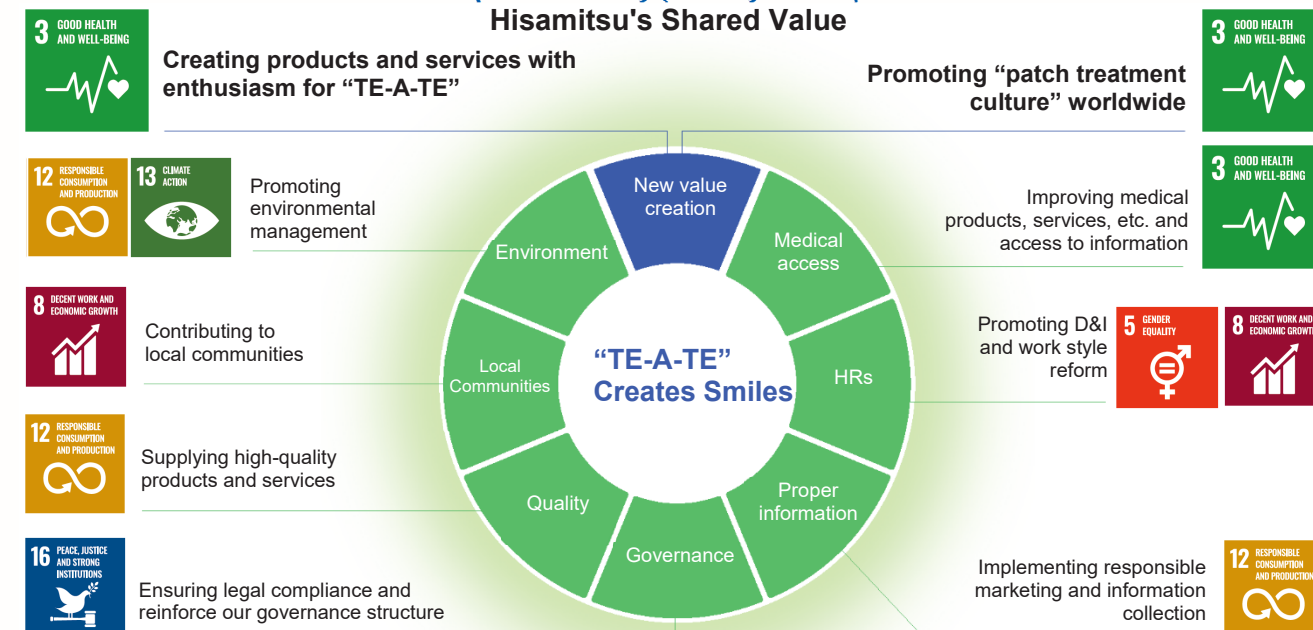 Hisamitsu's Shared Value
3 GOOD HEALTH
AND WELL-BEING
Creating products and services with
enthusiasm for “TE-A-TE”
Promoting “patch treatment
culture” worldwide
3 GOOD HEALTH
AND WELL-BEING
12 RESPONSIBLE
CONSUMPTION
AND PRODUCTION
13 CLIMATE
ACTION
Promoting
environmental
management
Improving medical
products, services, etc. and
access to information
3 GOOD HEALTH
AND WELL-BEING
8 DECENT WORK AND
ECONOMIC GROWTH
Contributing to
local communities
Promoting D&I
and work style
reform
5 GENDER
EQUALITY
8 DECENT WORK AND
ECONOMIC GROWTH
12 RESPONSIBLE
CONSUMPTION
AND PRODUCTION
Supplying high-quality
products and services
16 PEACE, JUSTICE
AND STRONG
INSTITUTIONS
Ensuring legal compliance and
reinforce our governance structure
Implementing responsible
marketing and information
collection
12 RESPONSIBLE
CONSUMPTION
AND PRODUCTION
New value
creation
Medical
access
HRs
Proper
information
Governance
Quality
Local
Communities
Environment
“TE-A-TE”
Creates Smiles